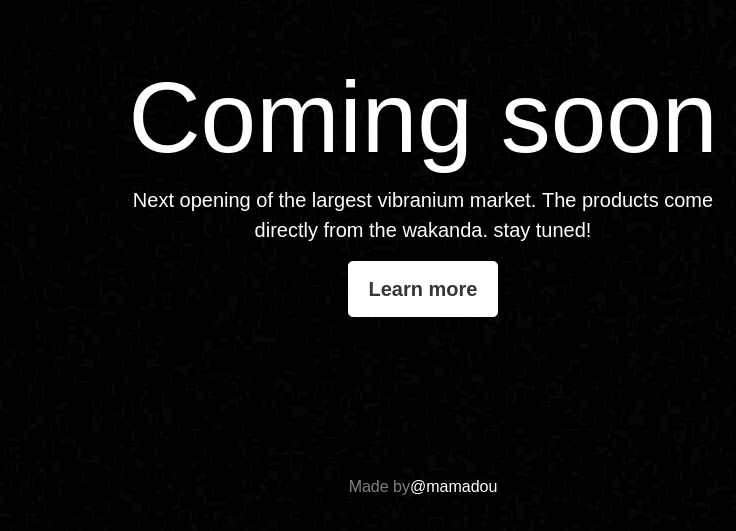 Coming soon
Next opening of the largest vibranium market. The products come
directly from the wakanda. stay tuned!
Learn more
Made by@mamadou